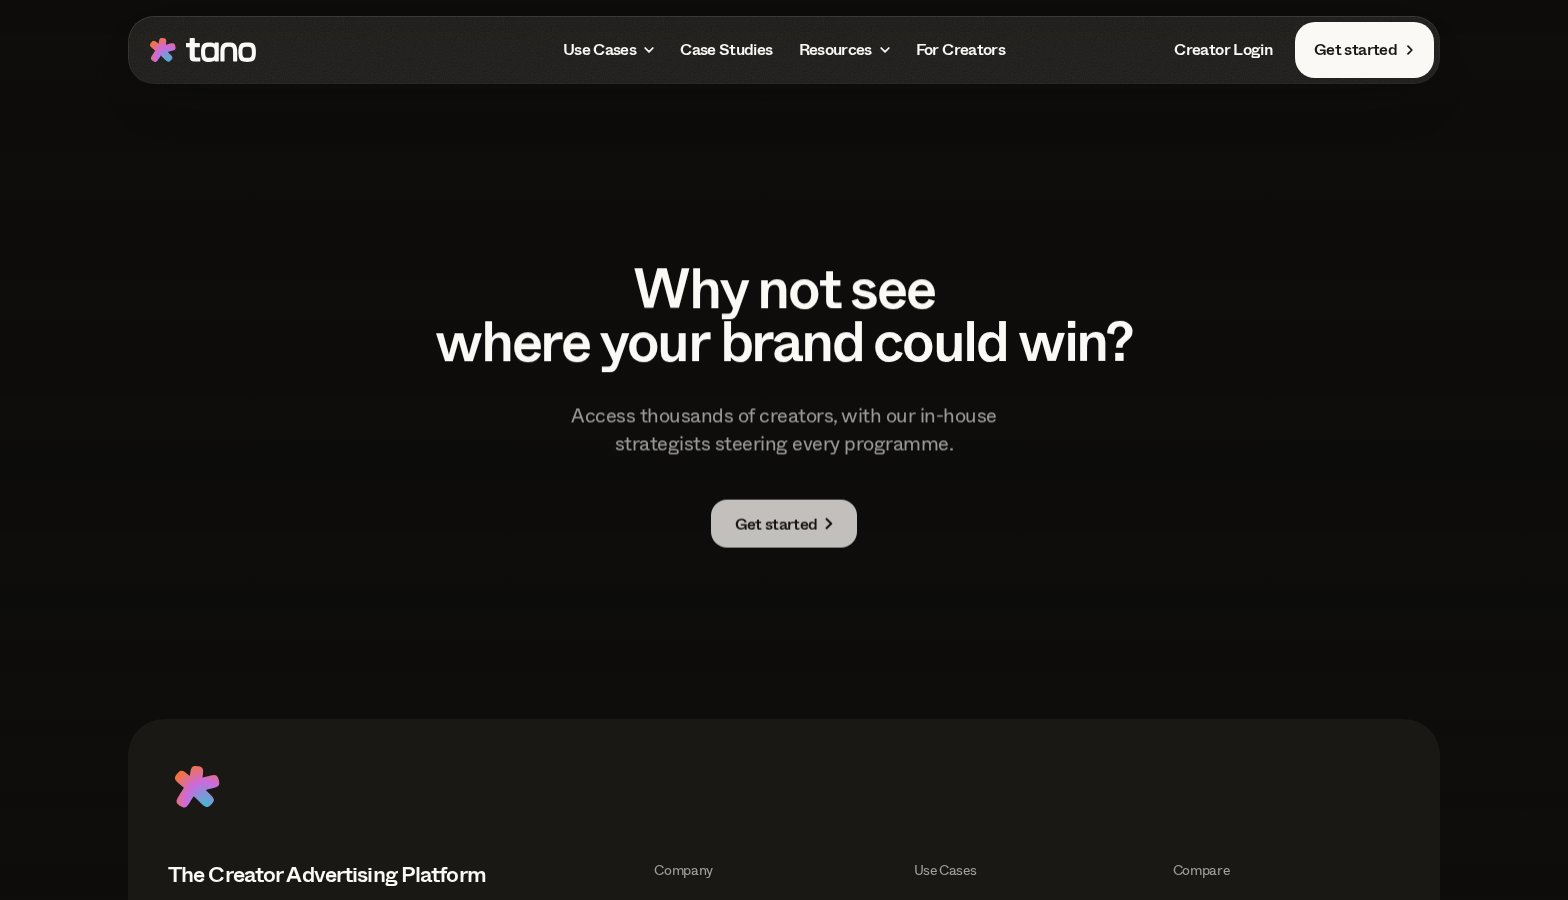 tano
Use Cases
Case Studies
Resources
For Creators
Creator Login
Get started
Why not see
where your brand could win?
Access thousands of creators, with our in-house
strategists steering every programme.
Get started
The Creator Advertising Platform
Company
Use Cases
Compare